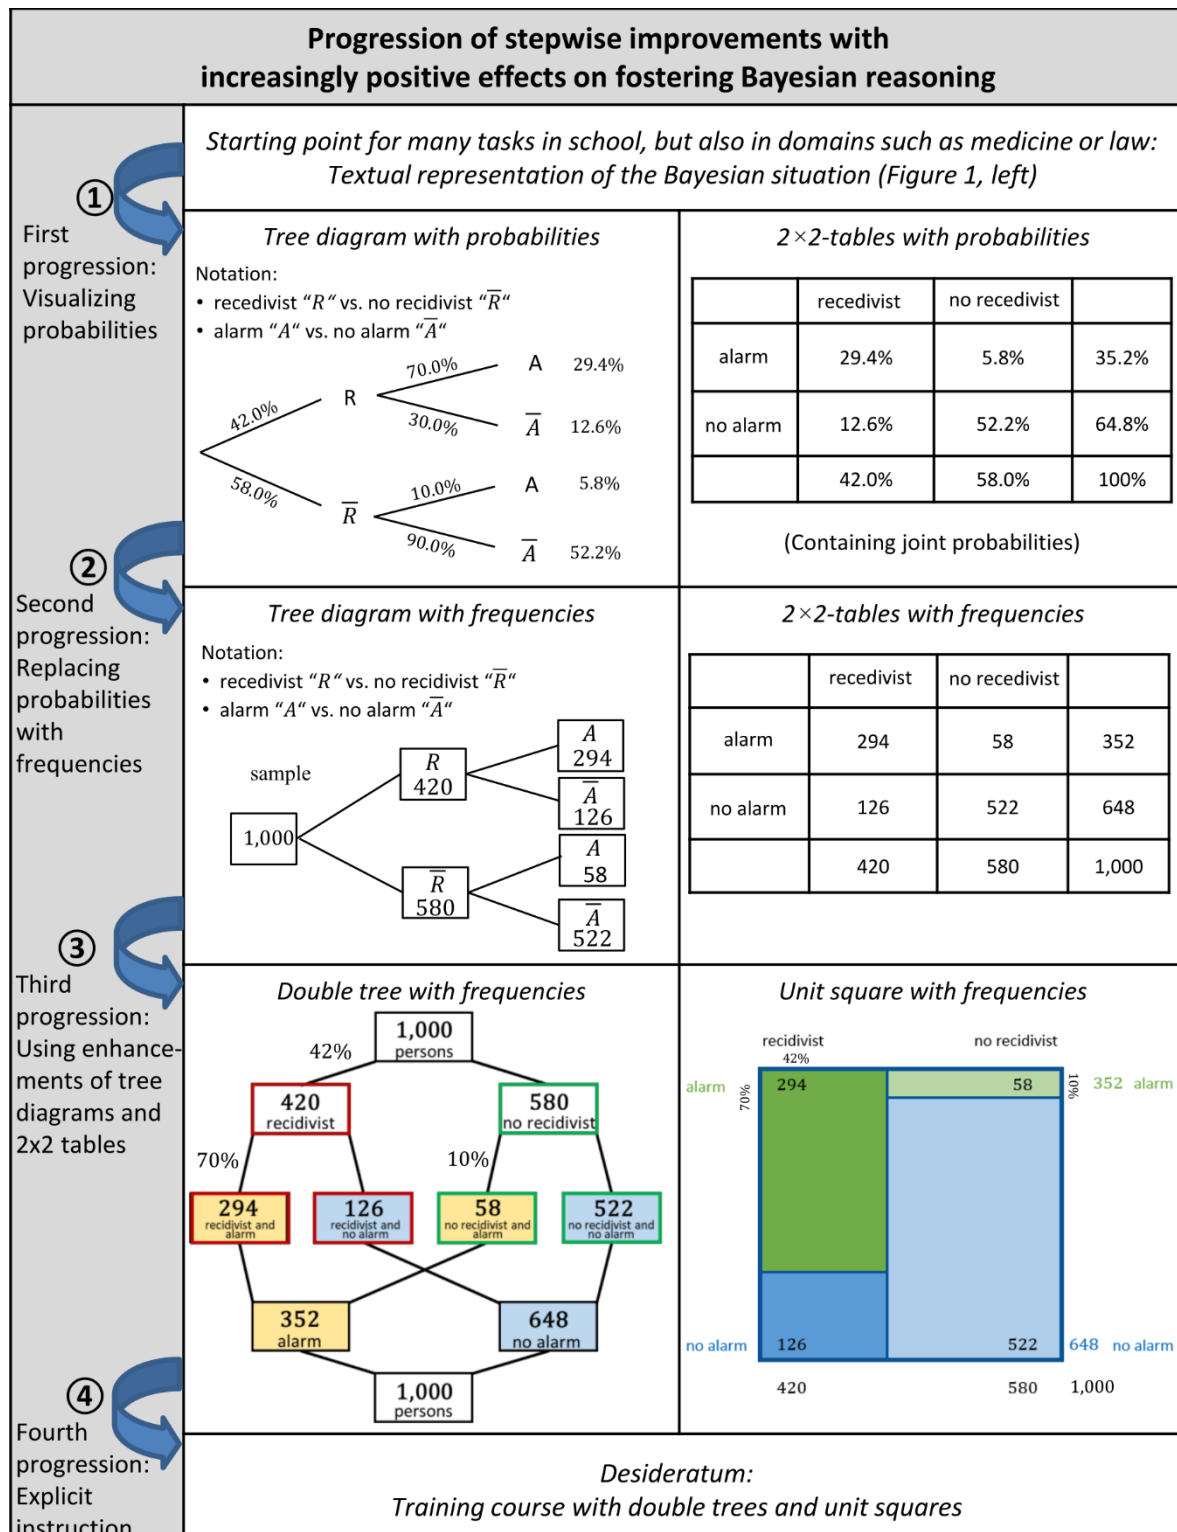 Progression of stepwise improvements with
increasingly positive effects on fostering Bayesian reasoning
Starting point for many tasks in school, but also in domains such as medicine or law:
Textual representation of the Bayesian situation (Figure 1, left)
①
First
progression:
Visualizing
probabilities
Tree diagram with probabilities
Notation:
• recedivist “R“ vs. no recidivist “R̅“
• alarm “A“ vs. no alarm “A̅“
42.0%
58.0%
R
R̅
70.0%
30.0%
10.0%
90.0%
A 29.4%
A̅ 12.6%
A 5.8%
A̅ 52.2%
2×2-tables with probabilities
recedivist no recedivist
alarm 29.4% 5.8% 35.2%
no alarm 12.6% 52.2% 64.8%
42.0% 58.0% 100%
(Containing joint probabilities)
②
Second
progression:
Replacing
probabilities
with
frequencies
Tree diagram with frequencies
Notation:
• recedivist “R“ vs. no recidivist “R̅“
• alarm “A“ vs. no alarm “A̅“
sample
1,000
R
420
R̅
580
A
294
A̅
126
A
58
A̅
522
2×2-tables with frequencies
recedivist no recedivist
alarm 294 58 352
no alarm 126 522 648
420 580 1,000
③
Third
progression:
Using enhance-
ments of tree
diagrams and
2x2 tables
Double tree with frequencies
1,000
persons
42%
420
recidivist
580
no recidivist
70%
10%
294
recidivist and
alarm
126
recidivist and
no alarm
58
no recidivist and
alarm
522
no recidivist and
no alarm
352
alarm
648
no alarm
1,000
persons
Unit square with frequencies
recidivist no recidivist
42%
alarm 70% 294 58 10% 352 alarm
no alarm 126 522 648 no alarm
420 580 1,000
④
Fourth
progression:
Explicit
instruction
Desideratum:
Training course with double trees and unit squares